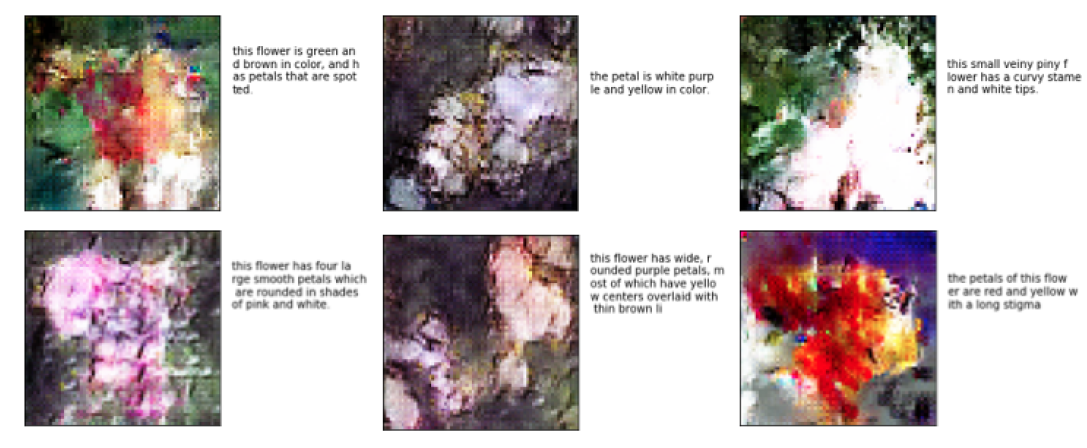 this flower is green an
d brown in color, and h
as petals that are spot
ted.
the petal is white purp
le and yellow in color.
this small veiny piny f
lower has a curvy stame
n and white tips.
this flower has four la
rge smooth petals which
are rounded in shades
of pink and white.
this flower has wide, r
ounded purple petals, m
ost of which have yello
w centers overlaid with
thin brown li
the petals of this flow
er are red and yellow w
ith a long stigma